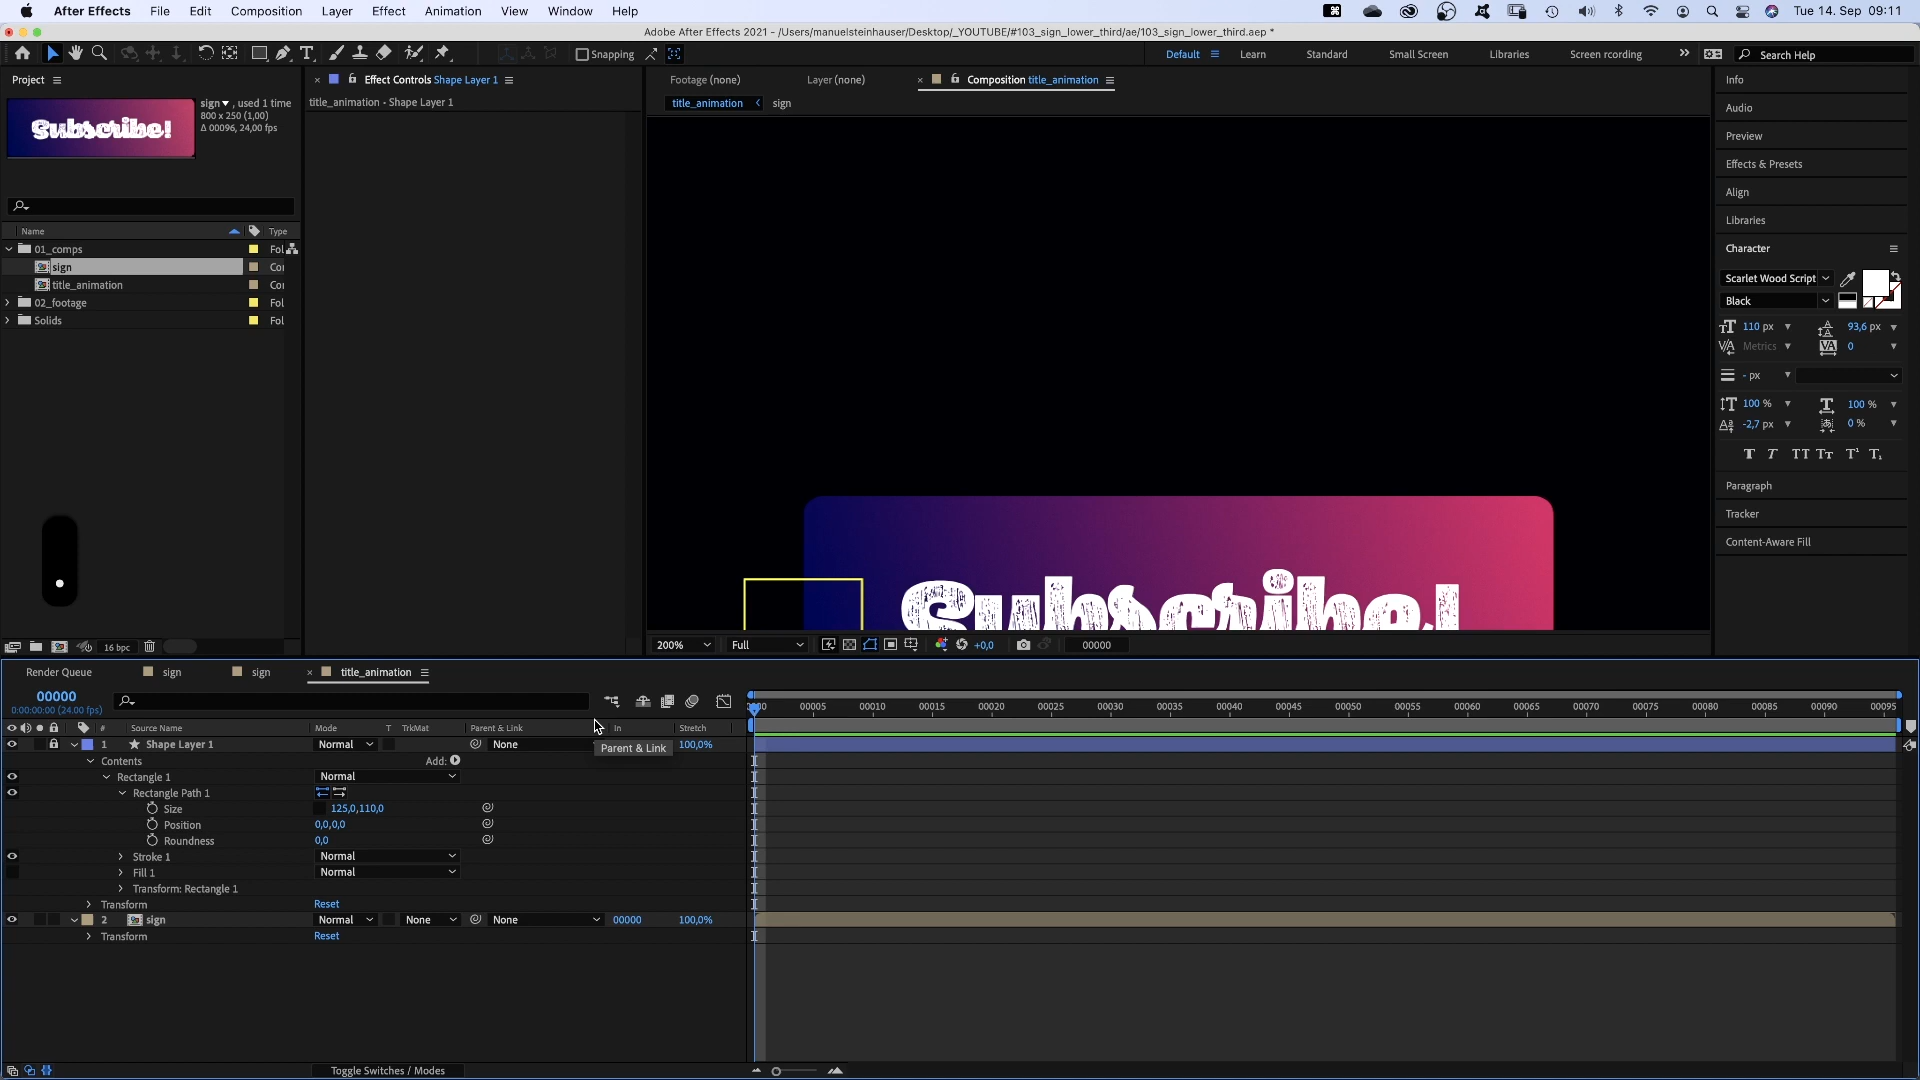 After Effects File Edit Composition Layer Effect Animation View Window Help Tue 14. Sep 09:11
Adobe After Effects 2021 - /Users/manuelsteinhauser/Desktop/_YOUTUBE/#103_sign_lower_third/ae/103_sign_lower_third.aep *
Snapping Default Learn Standard Small Screen Libraries Screen recording Search Help
Project
sign , used 1 time
800 x 250 (1,00)
Δ 00096, 24,00 fps
Subscribe!
Name Type
01_comps Fol
sign Co
title_animation Co
02_footage Fol
Solids Fol
16 bpc
Effect Controls Shape Layer 1
title_animation - Shape Layer 1
Footage (none) Layer (none) Composition title_animation
title_animation sign
Subscribe!
200% Full +0,0 00000
Info
Audio
Preview
Effects & Presets
Align
Libraries
Character
Scarlet Wood Script
Black
110 px 93,6 px
Metrics 0
- px
100 % 100 %
-2,7 px 0 %
T T TT Tt T¹ T₁
Paragraph
Tracker
Content-Aware Fill
Render Queue sign sign title_animation
00000
0:00:00:00 (24.00 fps)
00005 00010 00015 00020 00025 00030 00035 00040 00045 00050 00055 00060 00065 00070 00075 00080 00085 00090 00095
# Source Name Mode T TrkMat Parent & Link In Stretch
1 Shape Layer 1 Normal None 100,0%
Parent & Link
Contents Add:
Rectangle 1 Normal
Rectangle Path 1
Size 125,0,110,0
Position 0,0,0,0
Roundness 0,0
Stroke 1 Normal
Fill 1 Normal
Transform: Rectangle 1
Transform Reset
2 sign Normal None None 00000 100,0%
Transform Reset
Toggle Switches / Modes